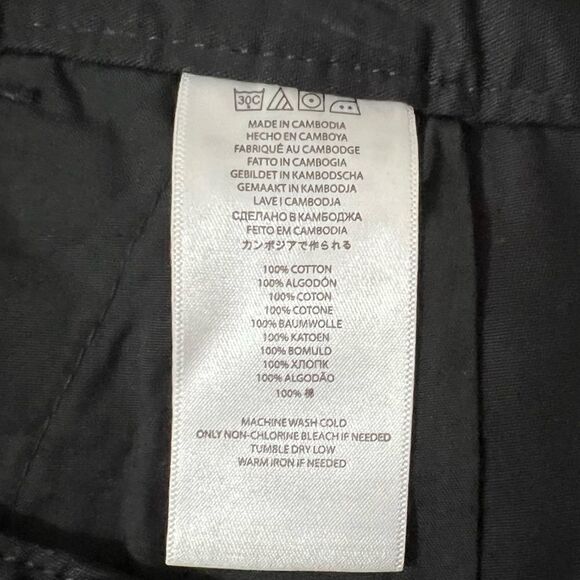 30C
MADE IN CAMBODIA
HECHO EN CAMBOYA
FABRIQUÉ AU CAMBODGE
FATTO IN CAMBOGIA
GEBILDET IN KAMBODSCHA
GEMAAKT IN KAMBODJA
LAVE I CAMBODJA
СДЕЛАНО В КАМБОДЖА
FEITO EM CAMBODIA
カンボジアで作られる
100% COTTON
100% ALGODÓN
100% COTON
100% COTONE
100% BAUMWOLLE
100% KATOEN
100% BOMULD
100% ХЛОПК
100% ALGODÃO
100% 棉
MACHINE WASH COLD
ONLY NON-CHLORINE BLEACH IF NEEDED
TUMBLE DRY LOW
WARM IRON IF NEEDED